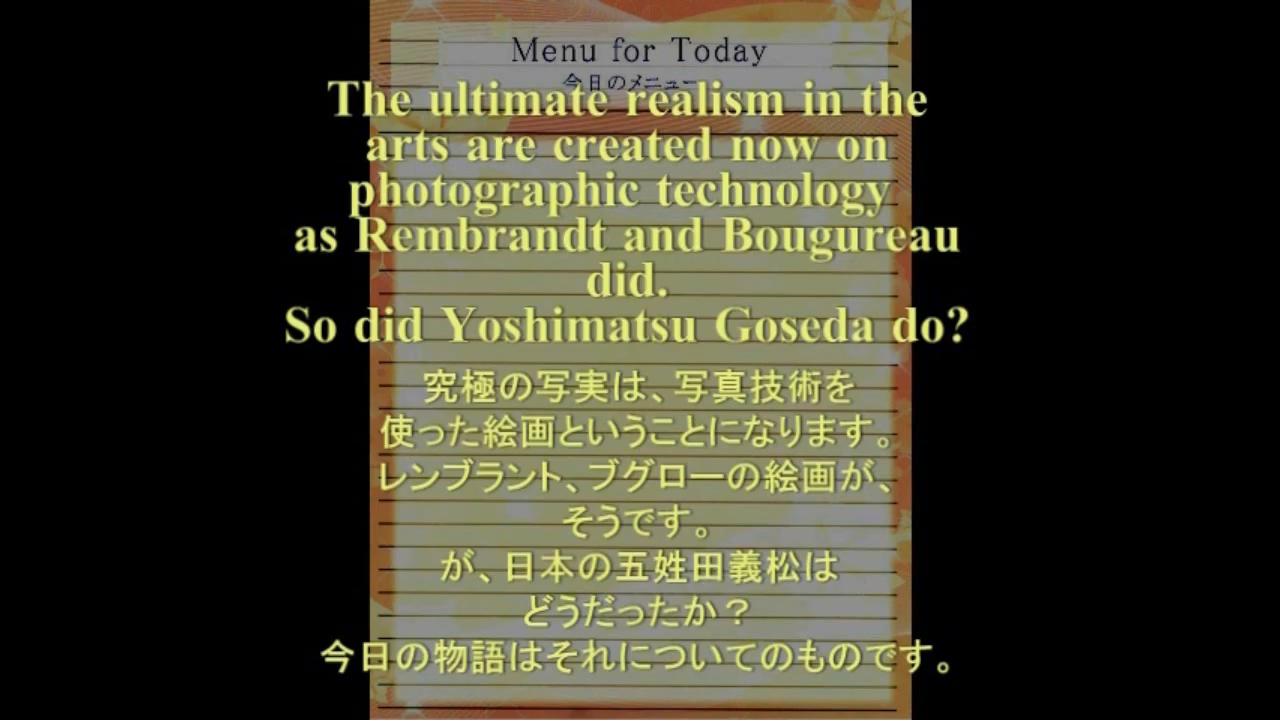 Menu for Today
今日のメニュー
The ultimate realism in the
arts are created now on
photographic technology
as Rembrandt and Bougureau
did.
So did Yoshimatsu Goseda do?
究極の写実は、写真技術を
使った絵画ということになります。
レンブラント、ブグローの絵画が、
そうです。
が、日本の五姓田義松は
どうだったか？
今日の物語はそれについてのものです。